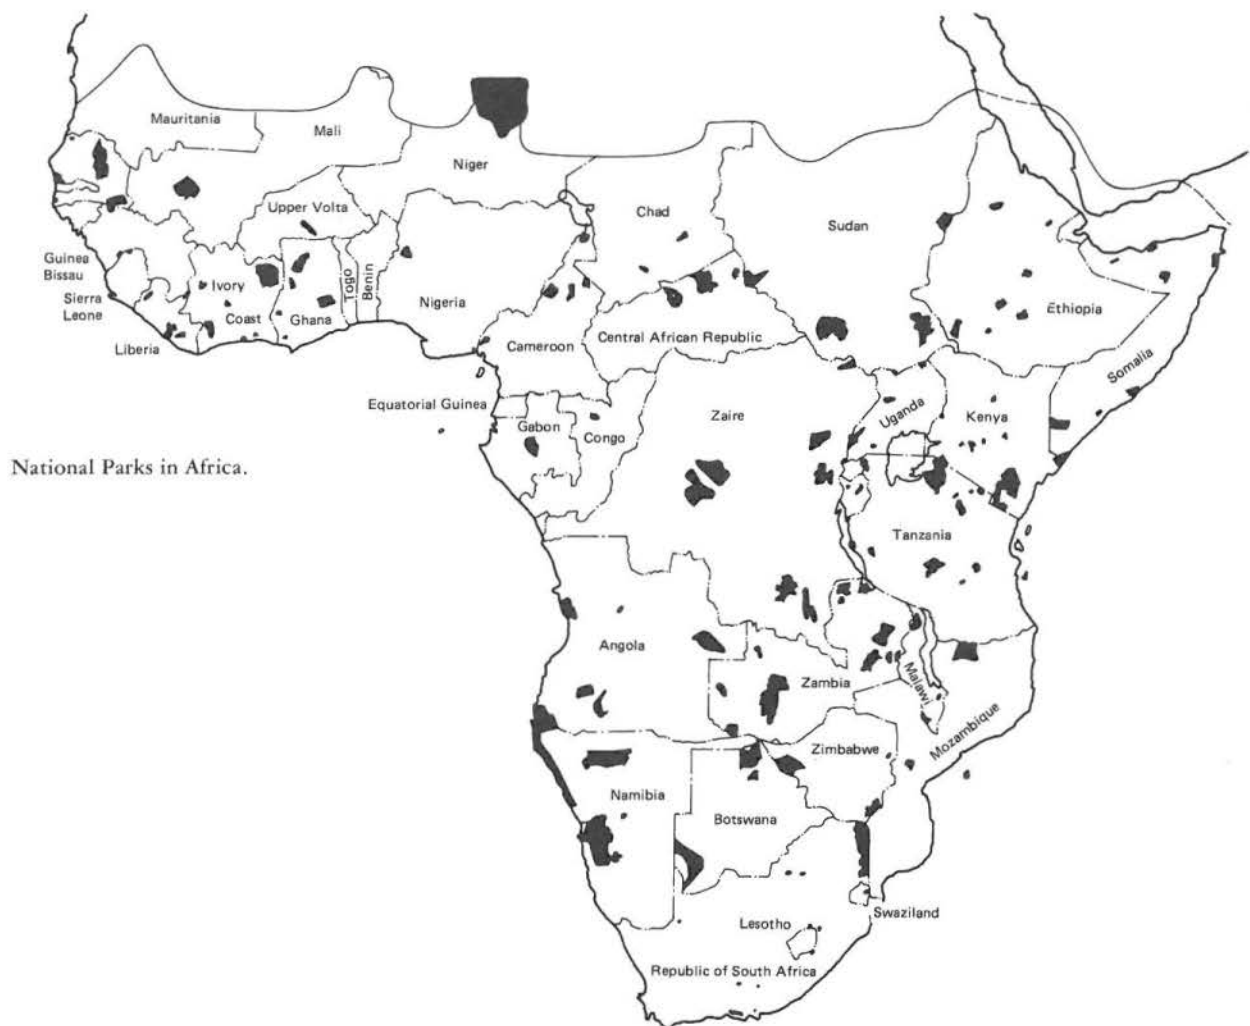 Mauritania
Mali
Niger
Chad
Sudan
Upper Volta
Guinea
Bissau
Sierra
Leone
Liberia
Ivory
Coast
Ghana
Togo
Benin
Nigeria
Cameroon
Central African Republic
Ethiopia
Somalia
Equatorial Guinea
Gabon
Congo
Zaire
Uganda
Kenya
National Parks in Africa.
Tanzania
Angola
Zambia
Malawi
Mozambique
Zimbabwe
Namibia
Botswana
Swaziland
Lesotho
Republic of South Africa